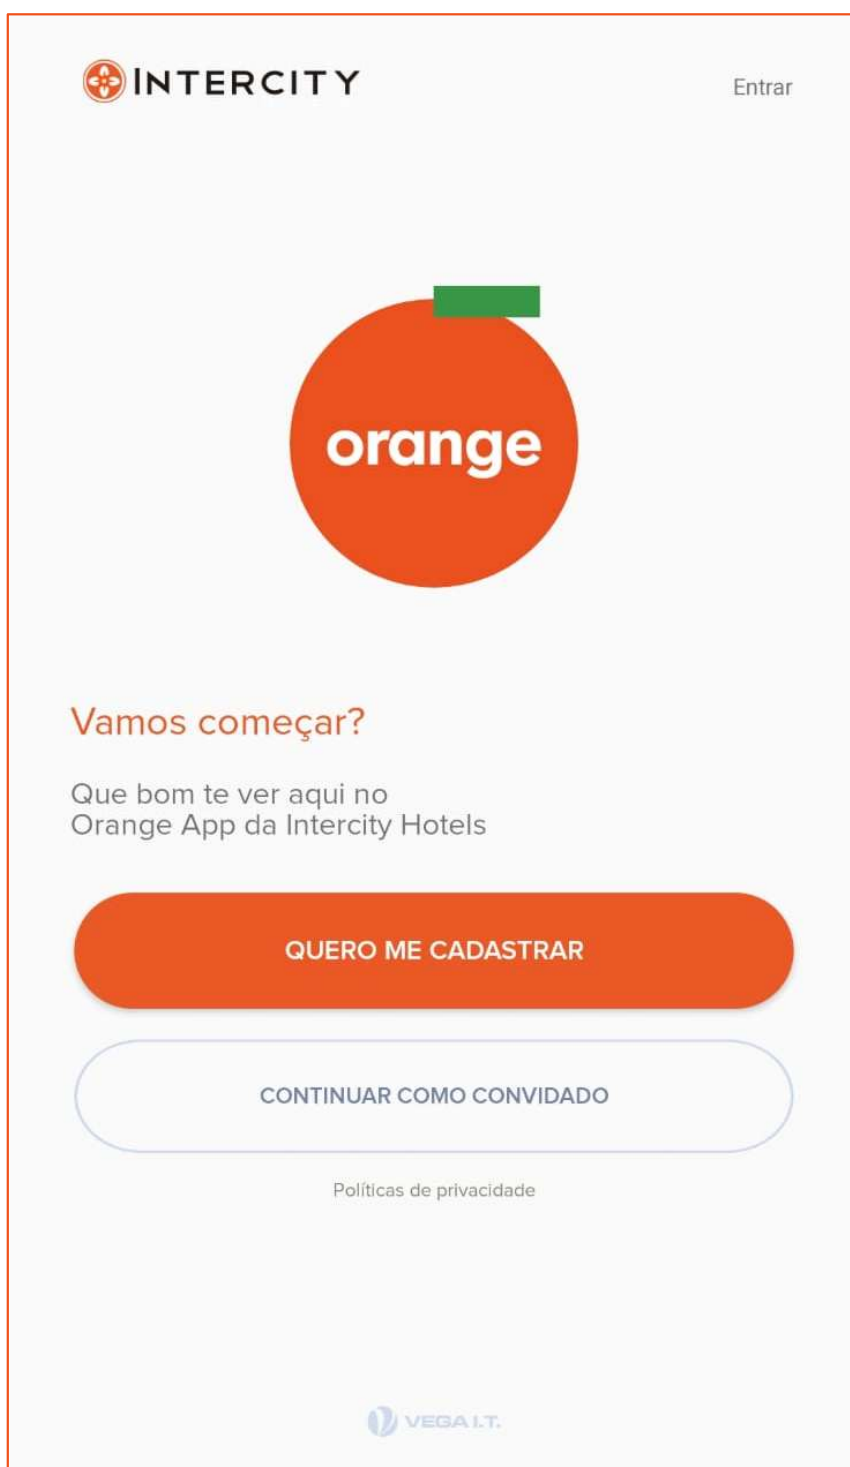 INTERCITY
Entrar
orange
Vamos começar?
Que bom te ver aqui no
Orange App da Intercity Hotels
QUERO ME CADASTRAR
CONTINUAR COMO CONVIDADO
Políticas de privacidade
VEGA I.T.